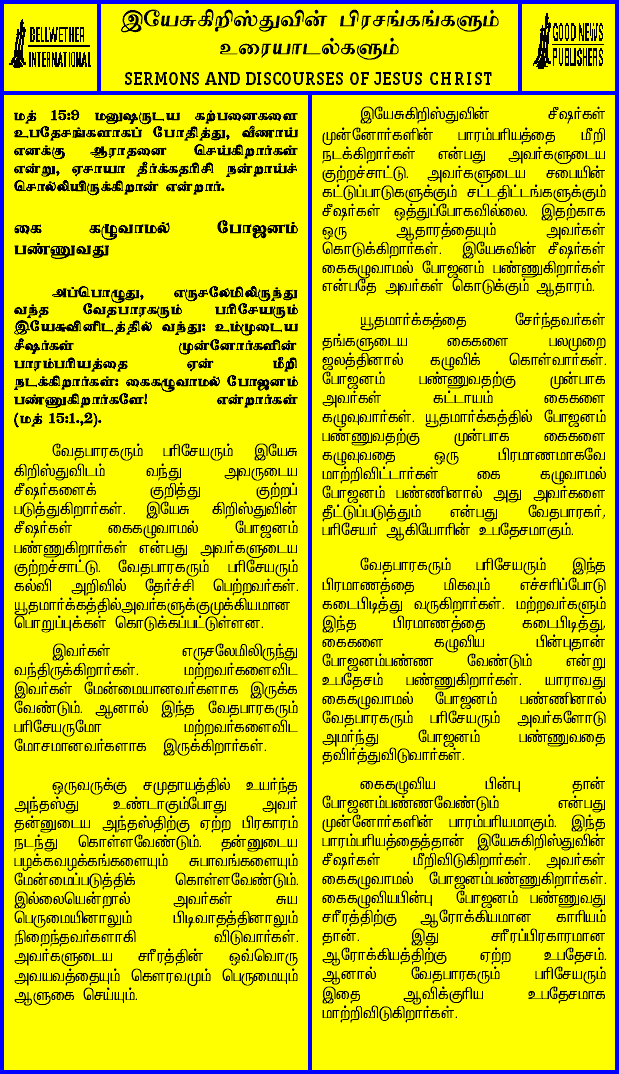 BELLWETHER
INTERNATIONAL
இயேசுகிறிஸ்துவின் பிரசங்கங்களும்
உரையாடல்களும்
SERMONS AND DISCOURSES OF JESUS CHRIST
GOOD NEWS
PUBLISHERS
மத் 15:9 மனுஷருடைய கற்பனைகளை
உபதேசங்களாகப் போதித்து, வீணாய்
எனக்கு ஆராதனை செய்கிறார்கள்
என்று, ஏசாயா தீர்க்கதரிசி நன்றாய்ச்
சொல்லியிருக்கிறான் என்றார்.
கை கழுவாமல் போஜனம்
பண்ணுவது
அப்பொழுது, எருசலேமிலிருந்து
வந்த வேதபாரகரும் பரிசேயரும்
இயேசுவினிடத்தில் வந்து: உம்முடைய
சீஷர்கள் முன்னோர்களின்
பாரம்பரியத்தை ஏன் மீறி
நடக்கிறார்கள்: கைகழுவாமல் போஜனம்
பண்ணுகிறார்களே! என்றார்கள்
(மத் 15:1.,2).
வேதபாரகரும் பரிசேயரும் இயேசு
கிறிஸ்துவிடம் வந்து அவருடைய
சீஷர்களைக் குறித்து குற்றப்
படுத்துகிறார்கள். இயேசு கிறிஸ்துவின்
சீஷர்கள் கைகழுவாமல் போஜனம்
பண்ணுகிறார்கள் என்பது அவர்களுடைய
குற்றச்சாட்டு. வேதபாரகரும் பரிசேயரும்
கல்வி அறிவில் தேர்ச்சி பெற்றவர்கள்.
யூதமார்க்கத்தில்அவர்களுக்குமுக்கியமான
பொறுப்புக்கள் கொடுக்கப்பட்டுள்ளன.
இவர்கள் எருசலேமிலிருந்து
வந்திருக்கிறார்கள். மற்றவர்களைவிட
இவர்கள் மேன்மையானவர்களாக இருக்க
வேண்டும். ஆனால் இந்த வேதபாரகரும்
பரிசேயருமோ மற்றவர்களைவிட
மோசமானவர்களாக இருக்கிறார்கள்.
ஒருவருக்கு சமுதாயத்தில் உயர்ந்த
அந்தஸ்து உண்டாகும்போது அவர்
தன்னுடைய அந்தஸ்திற்கு ஏற்ற பிரகாரம்
நடந்து கொள்ளவேண்டும். தன்னுடைய
பழக்கவழக்கங்களையும் சுபாவங்களையும்
மேன்மைப்படுத்திக் கொள்ளவேண்டும்.
இல்லையென்றால் அவர்கள் சுய
பெருமையினாலும் பிடிவாதத்தினாலும்
நிறைந்தவர்களாகி விடுவார்கள்.
அவர்களுடைய சரீரத்தின் ஒவ்வொரு
அவயவத்தையும் கௌரவமும் பெருமையும்
ஆளுகை செய்யும்.
இயேசுகிறிஸ்துவின் சீஷர்கள்
முன்னோர்களின் பாரம்பரியத்தை மீறி
நடக்கிறார்கள் என்பது அவர்களுடைய
குற்றச்சாட்டு. அவர்களுடைய சபையின்
கட்டுப்பாடுகளுக்கும் சட்டதிட்டங்களுக்கும்
சீஷர்கள் ஒத்துப்போகவில்லை. இதற்காக
ஒரு ஆதாரத்தையும் அவர்கள்
கொடுக்கிறார்கள். இயேசுவின் சீஷர்கள்
கைகழுவாமல் போஜனம் பண்ணுகிறார்கள்
என்பதே அவர்கள் கொடுக்கும் ஆதாரம்.
யூதமார்க்கத்தை சேர்ந்தவர்கள்
தங்களுடைய கைகளை பலமுறை
ஜலத்தினால் கழுவிக் கொள்வார்கள்.
போஜனம் பண்ணுவதற்கு முன்பாக
அவர்கள் கட்டாயம் கைகளை
கழுவுவார்கள். யூதமார்க்கத்தில் போஜனம்
பண்ணுவதற்கு முன்பாக கைகளை
கழுவுவதை ஒரு பிரமாணமாகவே
மாற்றிவிட்டார்கள் கை கழுவாமல்
போஜனம் பண்ணினால் அது அவர்களை
தீட்டுப்படுத்தும் என்பது வேதபாரகர்,
பரிசேயர் ஆகியோரின் உபதேசமாகும்.
வேதபாரகரும் பரிசேயரும் இந்த
பிரமாணத்தை மிகவும் எச்சரிப்போடு
கடைபிடித்து வருகிறார்கள். மற்றவர்களும்
இந்த பிரமாணத்தை கடைபிடித்து,
கைகளை கழுவிய பின்புதான்
போஜனம்பண்ண வேண்டும் என்று
உபதேசம் பண்ணுகிறார்கள். யாராவது
கைகழுவாமல் போஜனம் பண்ணினால்
வேதபாரகரும் பரிசேயரும் அவர்களோடு
அமர்ந்து போஜனம் பண்ணுவதை
தவிர்த்துவிடுவார்கள்.
கைகழுவிய பின்பு தான்
போஜனம்பண்ணவேண்டும் என்பது
முன்னோர்களின் பாரம்பரியமாகும். இந்த
பாரம்பரியத்தைத்தான் இயேசுகிறிஸ்துவின்
சீஷர்கள் மீறிவிடுகிறார்கள். அவர்கள்
கைகழுவாமல் போஜனம்பண்ணுகிறார்கள்.
கைகழுவியபின்பு போஜனம் பண்ணுவது
சரீரத்திற்கு ஆரோக்கியமான காரியம்
தான். இது சரீரப்பிரகாரமான
ஆரோக்கியத்திற்கு ஏற்ற உபதேசம்.
ஆனால் வேதபாரகரும் பரிசேயரும்
இதை ஆவிக்குரிய உபதேசமாக
மாற்றிவிடுகிறார்கள்.